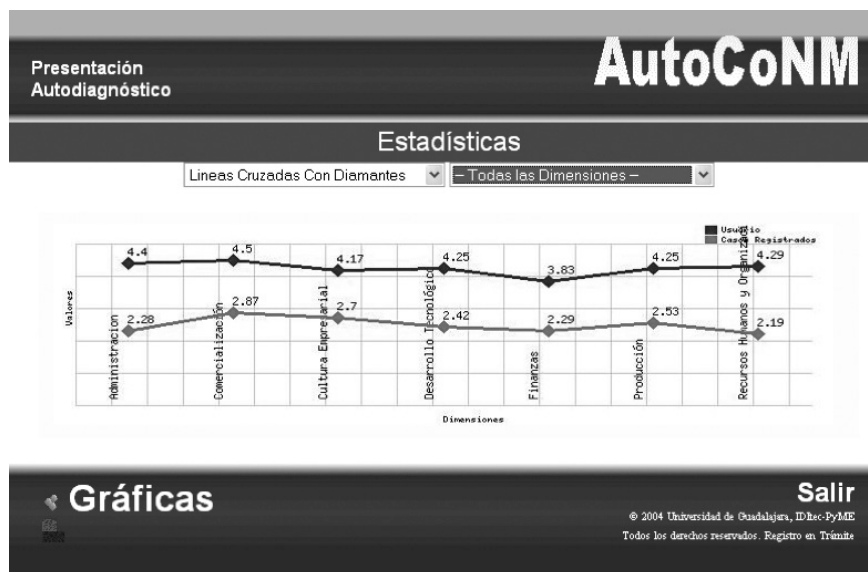 Presentación
Autodiagnóstico
AutoCoNM
Estadísticas
Lineas Cruzadas Con Diamantes
-- Todas las Dimensiones --
Usuario
Casos Registrados
Valores
4.4
4.5
4.17
4.25
3.83
4.25
4.29
2.28
2.87
2.7
2.42
2.29
2.53
2.19
Administracion
Comercialización
Cultura Empresarial
Desarrollo Tecnológico
Finanzas
Producción
Recursos Humanos y Organizaci
Dimensiones
Gráficas
Salir
© 2004 Universidad de Guadalajara, IDItec-PyME
Todos los derechos reservados. Registro en Trámite